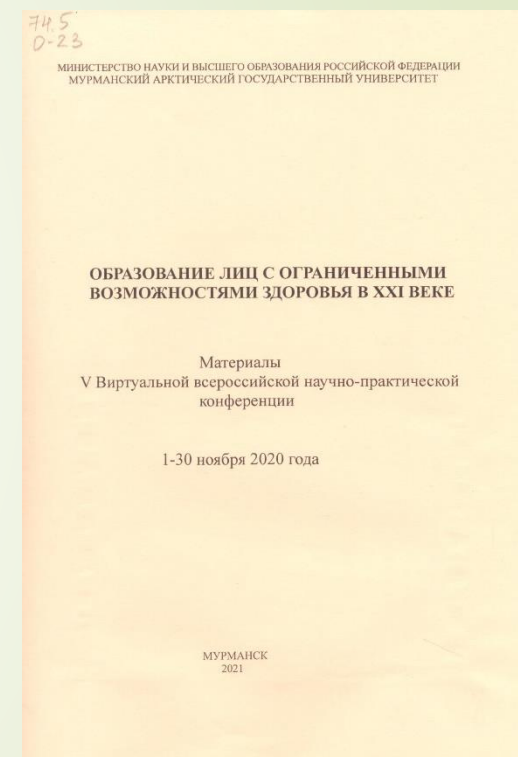 74.5
О-23
МИНИСТЕРСТВО НАУКИ И ВЫСШЕГО ОБРАЗОВАНИЯ РОССИЙСКОЙ ФЕДЕРАЦИИ
МУРМАНСКИЙ АРКТИЧЕСКИЙ ГОСУДАРСТВЕННЫЙ УНИВЕРСИТЕТ
ОБРАЗОВАНИЕ ЛИЦ С ОГРАНИЧЕННЫМИ
ВОЗМОЖНОСТЯМИ ЗДОРОВЬЯ В XXI ВЕКЕ
Материалы
V Виртуальной всероссийской научно-практической
конференции
1-30 ноября 2020 года
МУРМАНСК
2021